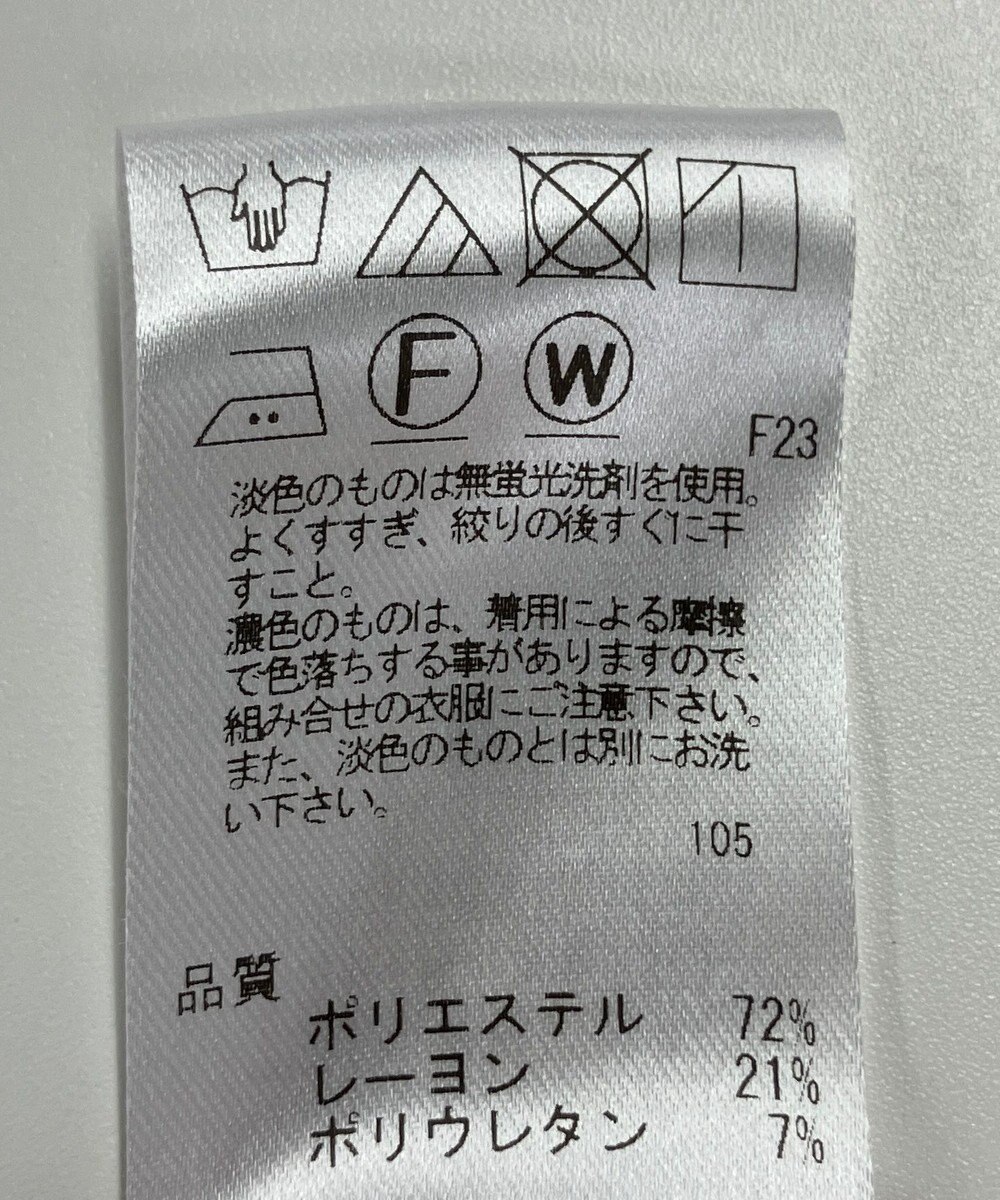 F W
F23
淡色のものは無蛍光洗剤を使用。
よくすすぎ、絞りの後すぐに干
すこと。
濃色のものは、着用による摩擦
で色落ちする事がありますので、
組み合せの衣服にご注意下さい。
また、淡色のものとは別にお洗
い下さい。
105
品質
ポリエステル 72%
レーヨン 21%
ポリウレタン 7%